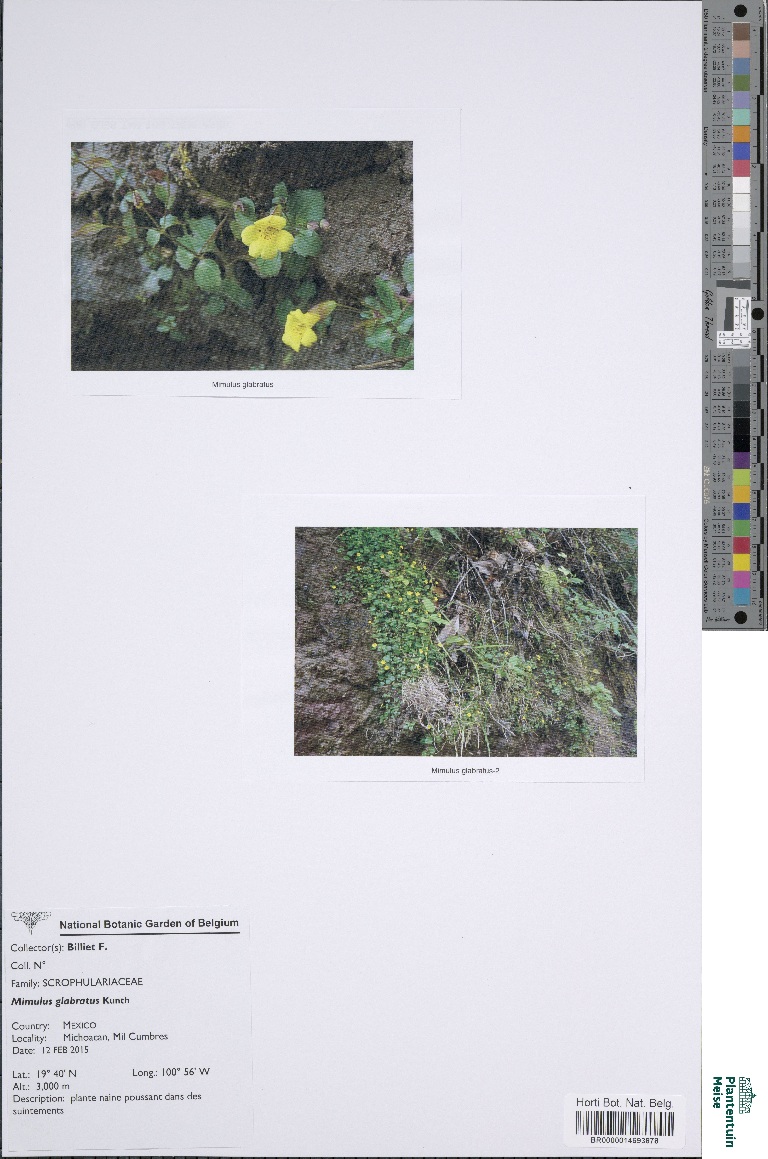 Mimulus glabratus
Mimulus glabratus-2
National Botanic Garden of Belgium
Collector(s): Billiet F.
Coll. N°
Family: SCROPHULARIACEAE
Mimulus glabratus Kunth
Country: MEXICO
Locality: Michoacan, Mil Cumbres
Date: 12 FEB 2015
Lat.: 19° 40' N Long.: 100° 56' W
Alt.: 3,000 m
Description: plante naine poussant dans des
suintements
Horti Bot. Nat. Belg.
BR0000014693878
Plantentuin
Meise